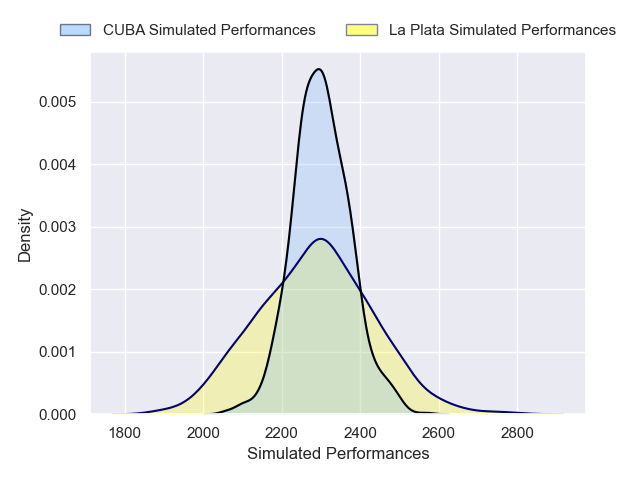 CUBA Simulated Performances La Plata Simulated Performances
0.005
0.004
0.003
0.002
0.001
0.000
Density
1800 2000 2200 2400 2600 2800
Simulated Performances